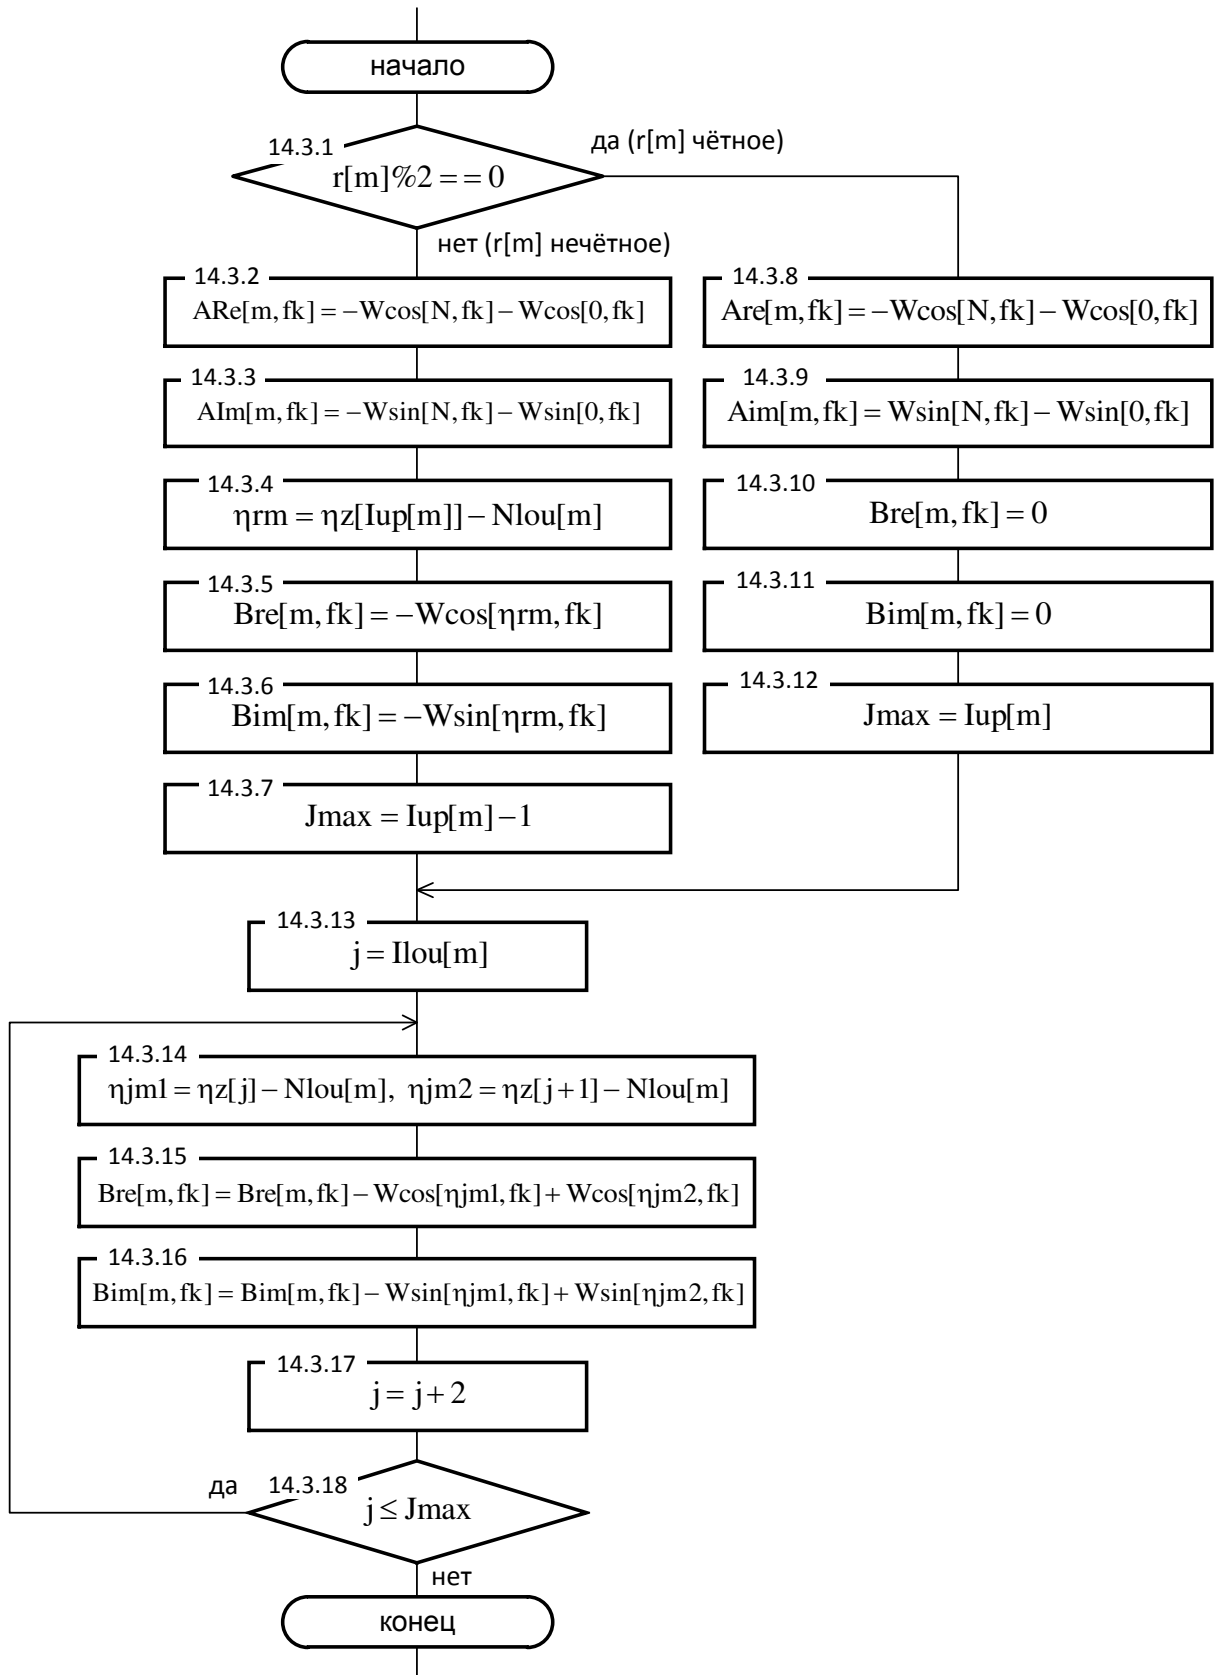 начало
14.3.1
r[m]%2 == 0
да (r[m] чётное)
нет (r[m] нечётное)
14.3.2
ARe[m,fk] = −Wcos[N,fk] − Wcos[0,fk]
14.3.3
AIm[m,fk] = −Wsin[N,fk] − Wsin[0,fk]
14.3.4
ηrm = ηz[Iup[m]] − Nlou[m]
14.3.5
Bre[m,fk] = −Wcos[ηrm,fk]
14.3.6
Bim[m,fk] = −Wsin[ηrm,fk]
14.3.7
Jmax = Iup[m] − 1
14.3.8
Are[m,fk] = −Wcos[N,fk] − Wcos[0,fk]
14.3.9
Aim[m,fk] = Wsin[N,fk] − Wsin[0,fk]
14.3.10
Bre[m,fk] = 0
14.3.11
Bim[m,fk] = 0
14.3.12
Jmax = Iup[m]
14.3.13
j = Ilou[m]
14.3.14
ηjm1 = ηz[j] − Nlou[m], ηjm2 = ηz[j+1] − Nlou[m]
14.3.15
Bre[m,fk] = Bre[m,fk] − Wcos[ηjm1,fk] + Wcos[ηjm2,fk]
14.3.16
Bim[m,fk] = Bim[m,fk] − Wsin[ηjm1,fk] + Wsin[ηjm2,fk]
14.3.17
j = j + 2
да
14.3.18
j ≤ Jmax
нет
конец